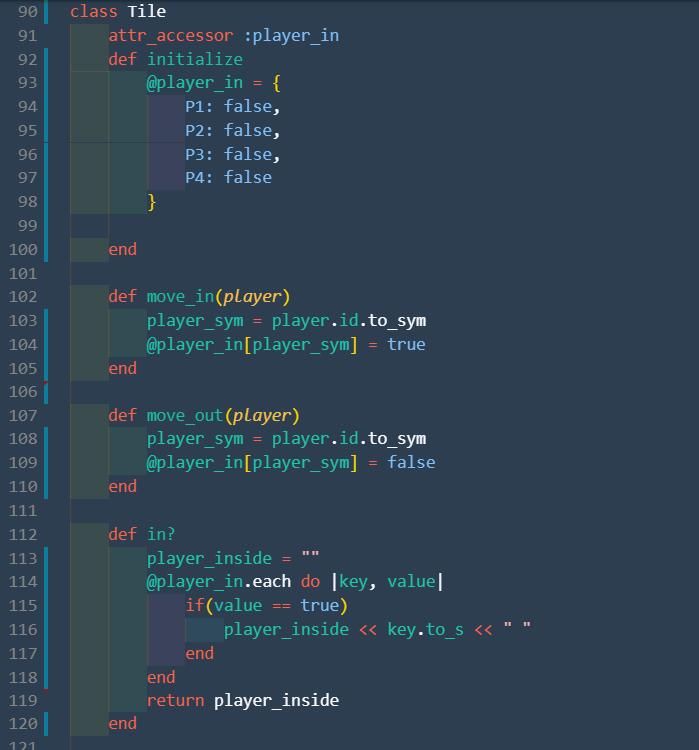 90 class Tile
91     attr_accessor :player_in
92     def initialize
93         @player_in = {
94             P1: false,
95             P2: false,
96             P3: false,
97             P4: false
98         }
99
100     end
101
102     def move_in(player)
103         player_sym = player.id.to_sym
104         @player_in[player_sym] = true
105     end
106
107     def move_out(player)
108         player_sym = player.id.to_sym
109         @player_in[player_sym] = false
110     end
111
112     def in?
113         player_inside = ""
114         @player_in.each do |key, value|
115             if(value == true)
116                 player_inside << key.to_s << " "
117             end
118         end
119         return player_inside
120     end
121